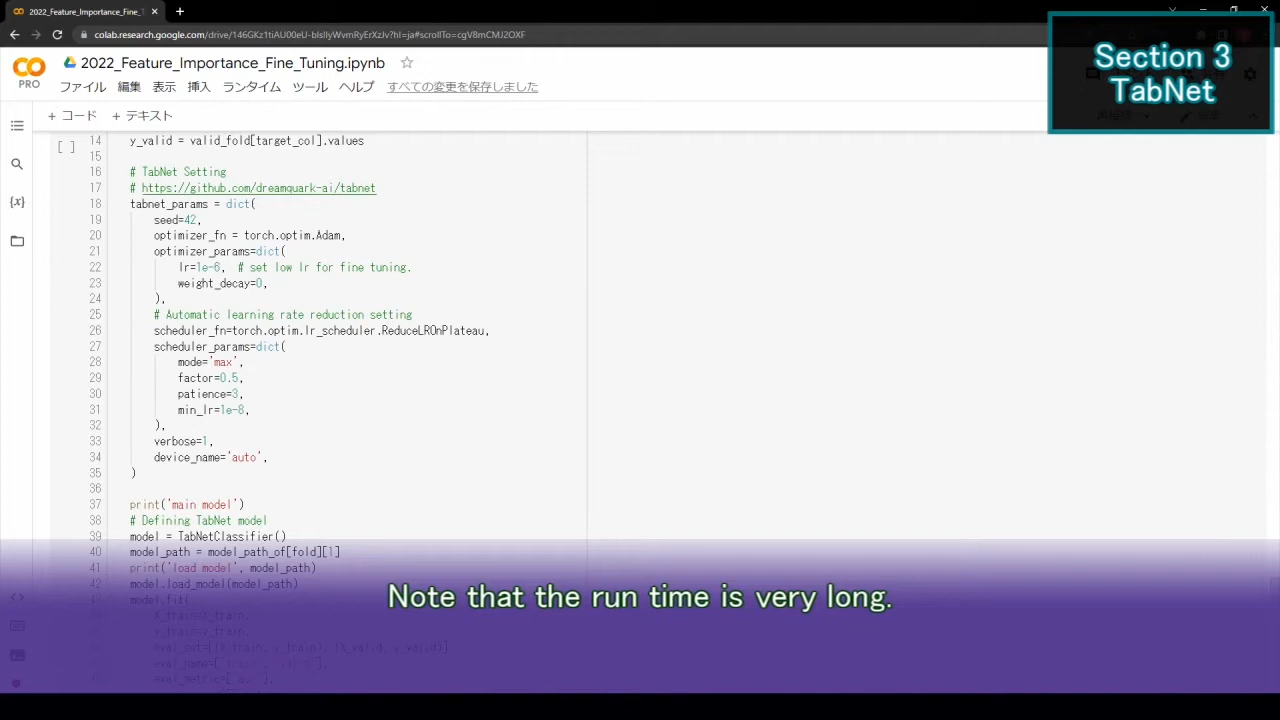 2022_Feature_Importance_Fine_T
colab.research.google.com/drive/146GKz1tiAU00eU-bIsIlyWvmRyErXzJv?hl=ja#scrollTo=cgV8mCMJ2OXF
Section 3
TabNet
PRO
2022_Feature_Importance_Fine_Tuning.ipynb
ファイル 編集 表示 挿入 ランタイム ツール ヘルプ すべての変更を保存しました
+ コード + テキスト
[ ]
14 y_valid = valid_fold[target_col].values
15
16 # TabNet Setting
17 # https://github.com/dreamquark-ai/tabnet
18 tabnet_params = dict(
19 seed=42,
20 optimizer_fn = torch.optim.Adam,
21 optimizer_params=dict(
22 lr=1e-6, # set low lr for fine tuning.
23 weight_decay=0,
24 ),
25 # Automatic learning rate reduction setting
26 scheduler_fn=torch.optim.lr_scheduler.ReduceLROnPlateau,
27 scheduler_params=dict(
28 mode='max',
29 factor=0.5,
30 patience=3,
31 min_lr=1e-8,
32 ),
33 verbose=1,
34 device_name='auto',
35 )
36
37 print('main model')
38 # Defining TabNet model
39 model = TabNetClassifier()
40 model_path = model_path_of[fold][1]
41 print('load model', model_path)
42 model.load_model(model_path)
model.fit(
Note that the run time is very long.